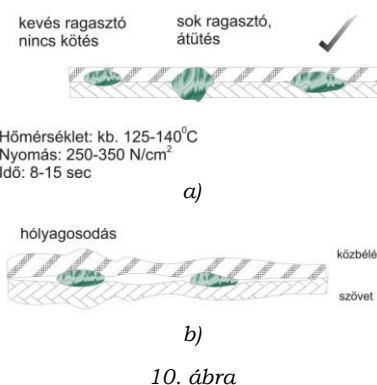 kevés ragasztó
nincs kötés
sok ragasztó,
átütés
Hőmérséklet: kb. 125-140⁰C
Nyomás: 250-350 N/cm²
Idő: 8-15 sec
a)
hólyagosodás
közbélé
szövet
b)
10. ábra